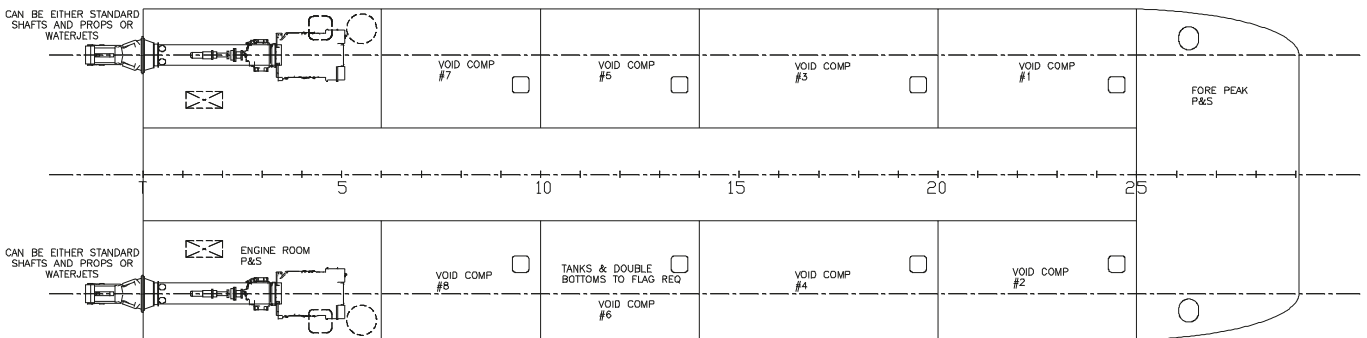 CAN BE EITHER STANDARD
SHAFTS AND PROPS OR
WATERJETS
VOID COMP
#7
VOID COMP
#5
VOID COMP
#3
VOID COMP
#1
FORE PEAK
P&S
T
5
10
15
20
25
CAN BE EITHER STANDARD
SHAFTS AND PROPS OR
WATERJETS
ENGINE ROOM
P&S
VOID COMP
#8
TANKS & DOUBLE
BOTTOMS TO FLAG REQ
VOID COMP
#6
VOID COMP
#4
VOID COMP
#2